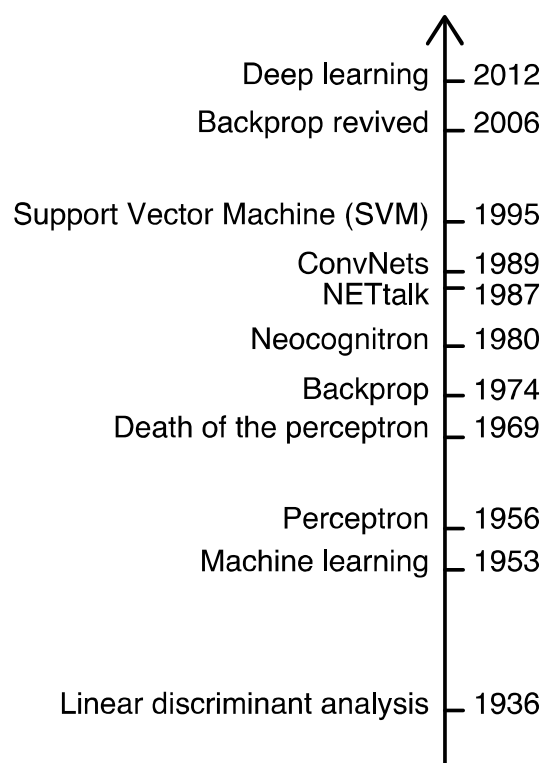 Deep learning 2012
Backprop revived 2006
Support Vector Machine (SVM) 1995
ConvNets 1989
NETtalk 1987
Neocognitron 1980
Backprop 1974
Death of the perceptron 1969
Perceptron 1956
Machine learning 1953
Linear discriminant analysis 1936